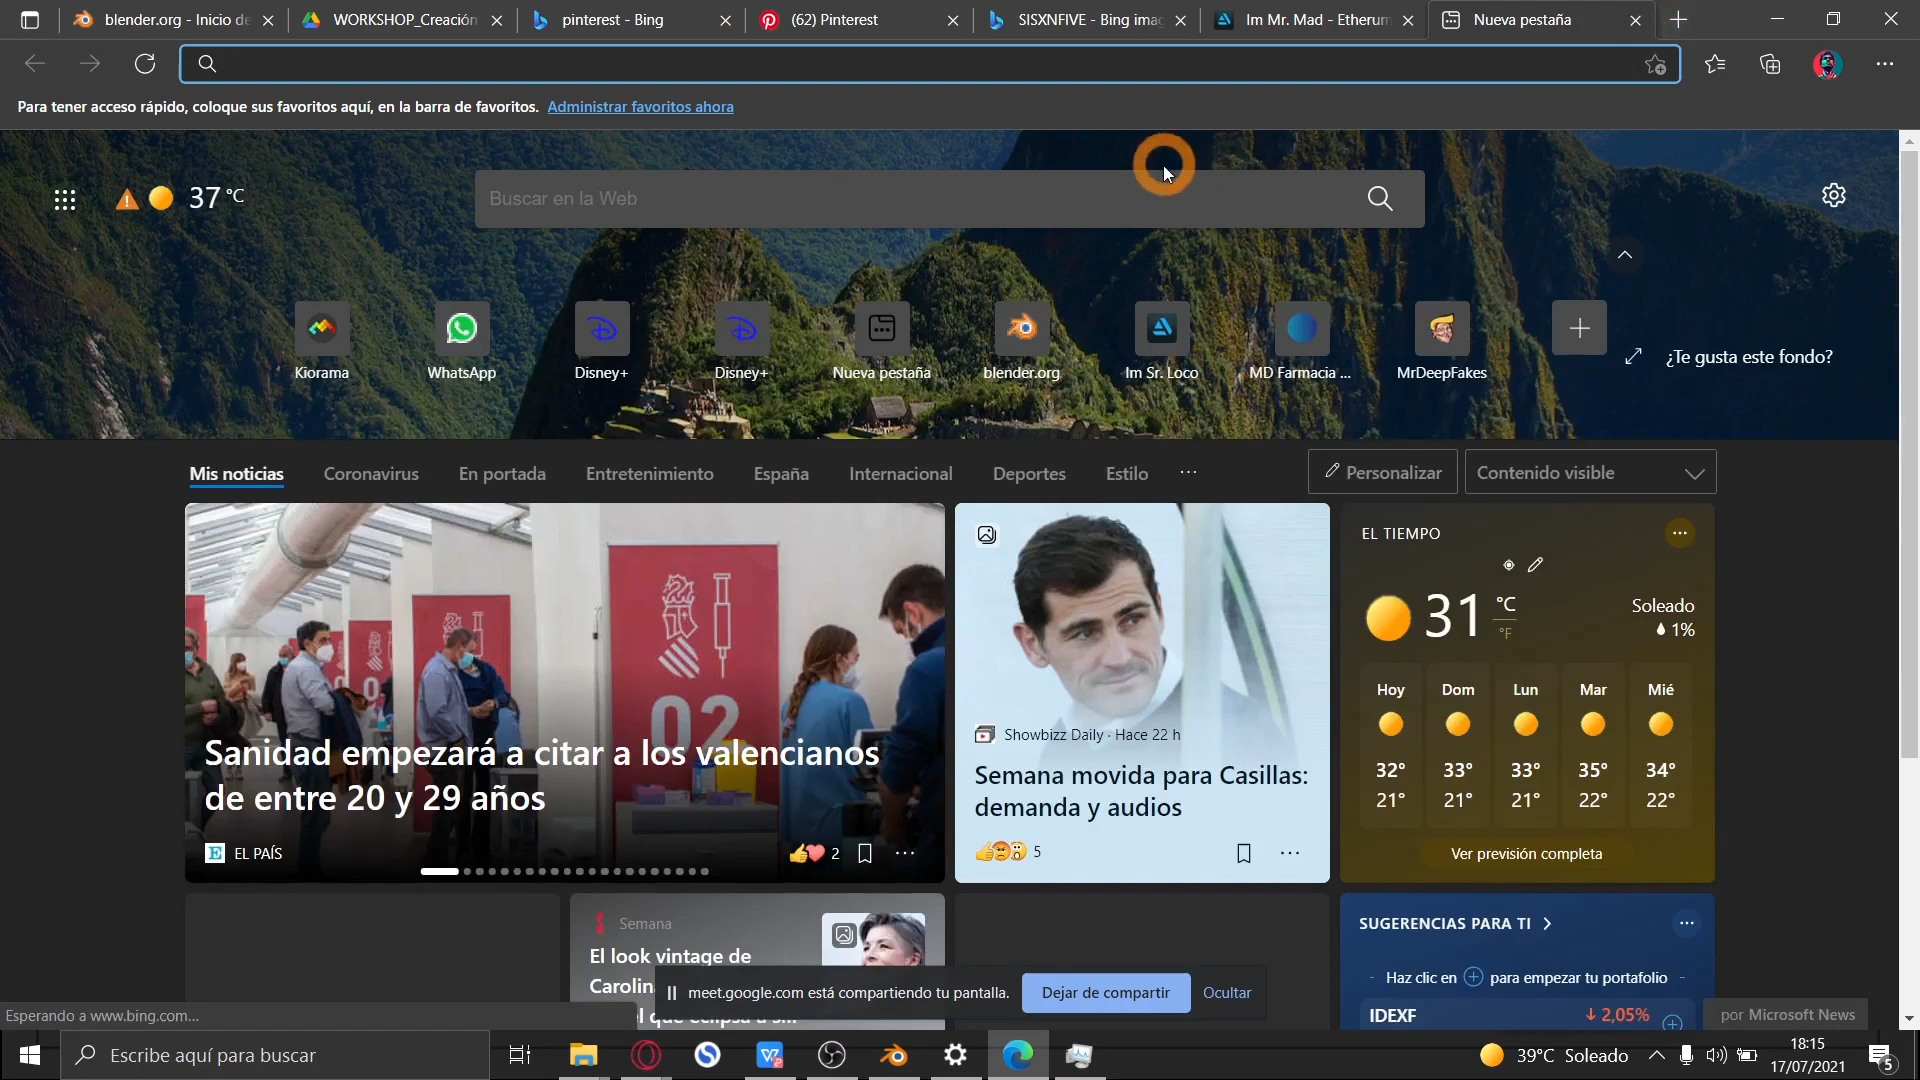 blender.org - Inicio de
WORKSHOP_Creación
pinterest - Bing
(62) Pinterest
SISXNFIVE - Bing imag
Im Mr. Mad - Etherum
Nueva pestaña
Para tener acceso rápido, coloque sus favoritos aquí, en la barra de favoritos. Administrar favoritos ahora
37 °C
Buscar en la Web
Kiorama
WhatsApp
Disney+
Disney+
Nueva pestaña
blender.org
Im Sr. Loco
MD Farmacia ...
MrDeepFakes
¿Te gusta este fondo?
Mis noticias
Coronavirus
En portada
Entretenimiento
España
Internacional
Deportes
Estilo
Personalizar
Contenido visible
02
Sanidad empezará a citar a los valencianos
de entre 20 y 29 años
EL PAÍS
2
Showbizz Daily · Hace 22 h
Semana movida para Casillas:
demanda y audios
5
EL TIEMPO
31 °C
°F
Soleado
1%
Hoy Dom Lun Mar Mié
32° 33° 33° 35° 34°
21° 21° 21° 22° 22°
Ver previsión completa
Semana
El look vintage de
Carolin
SUGERENCIAS PARA TI
Haz clic en + para empezar tu portafolio
IDEXF
2,05%
por Microsoft News
meet.google.com está compartiendo tu pantalla.
Dejar de compartir
Ocultar
Esperando a www.bing.com...
Escribe aquí para buscar
39°C Soleado
18:15
17/07/2021
5